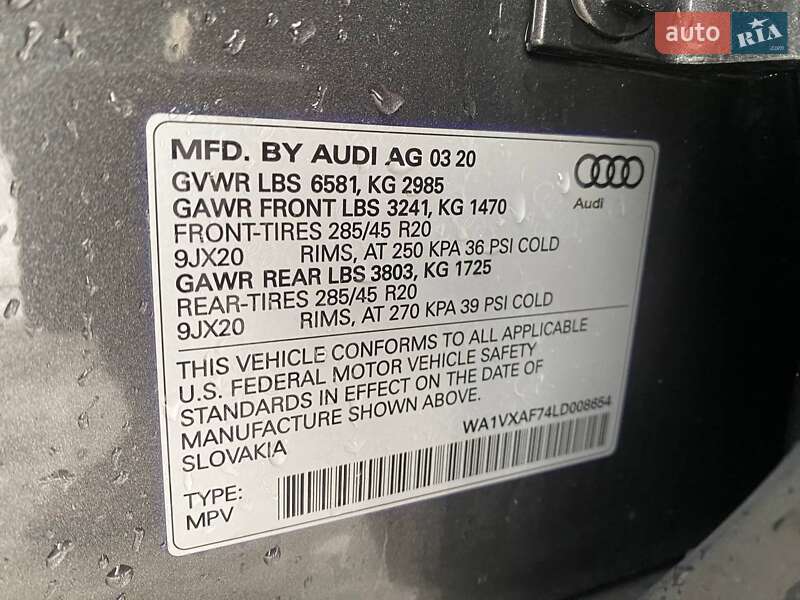 auto RIA.com
MFD. BY AUDI AG 03 20
GVWR LBS 6581, KG 2985
GAWR FRONT LBS 3241, KG 1470
FRONT-TIRES 285/45 R20
9JX20 RIMS, AT 250 KPA 36 PSI COLD
GAWR REAR LBS 3803, KG 1725
REAR-TIRES 285/45 R20
9JX20 RIMS, AT 270 KPA 39 PSI COLD
Audi
THIS VEHICLE CONFORMS TO ALL APPLICABLE
U.S. FEDERAL MOTOR VEHICLE SAFETY
STANDARDS IN EFFECT ON THE DATE OF
MANUFACTURE SHOWN ABOVE.
SLOVAKIA
WA1VXAF74LD008654
TYPE:
MPV